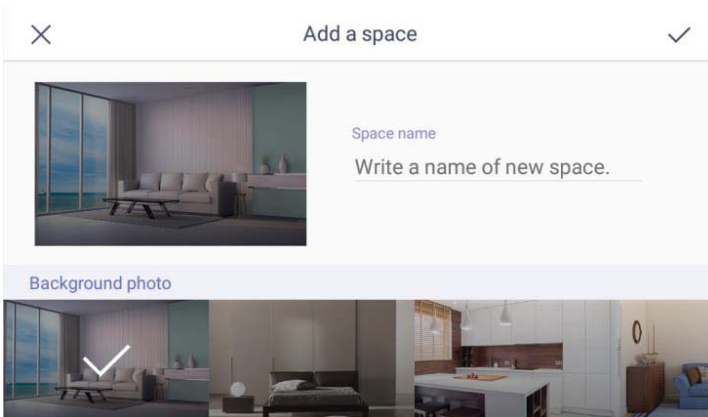 Add a space
Space name
Write a name of new space.
Background photo